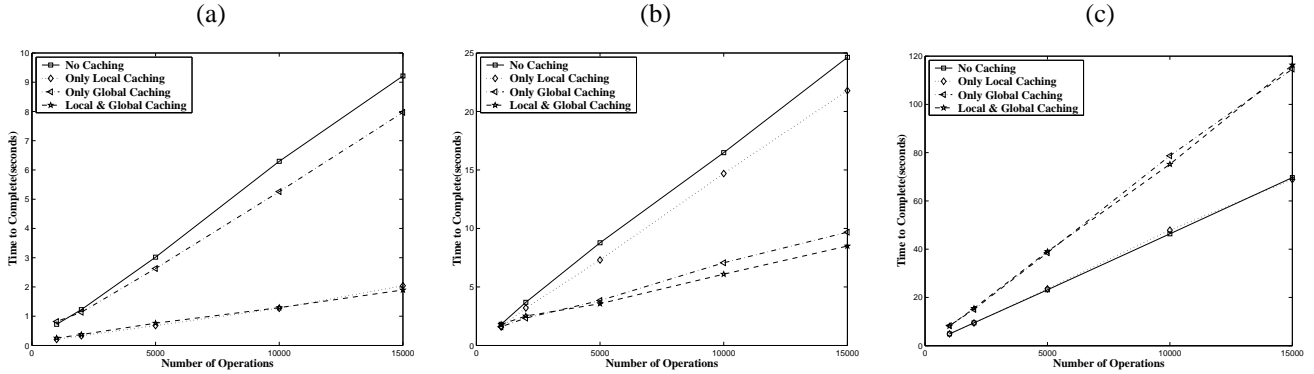 (a)
(b)
(c)
10
9
8
7
6
5
4
3
2
1
0
0
5000
10000
15000
Time to Complete(seconds)
Number of Operations
No Caching
Only Local Caching
Only Global Caching
Local & Global Caching
25
20
15
10
5
0
0
5000
10000
15000
Time to Complete(seconds)
Number of Operations
No Caching
Only Local Caching
Only Global Caching
Local & Global Caching
120
100
80
60
40
20
0
0
5000
10000
15000
Time to Complete(seconds)
Number of Operations
No Caching
Only Local Caching
Only Global Caching
Local & Global Caching